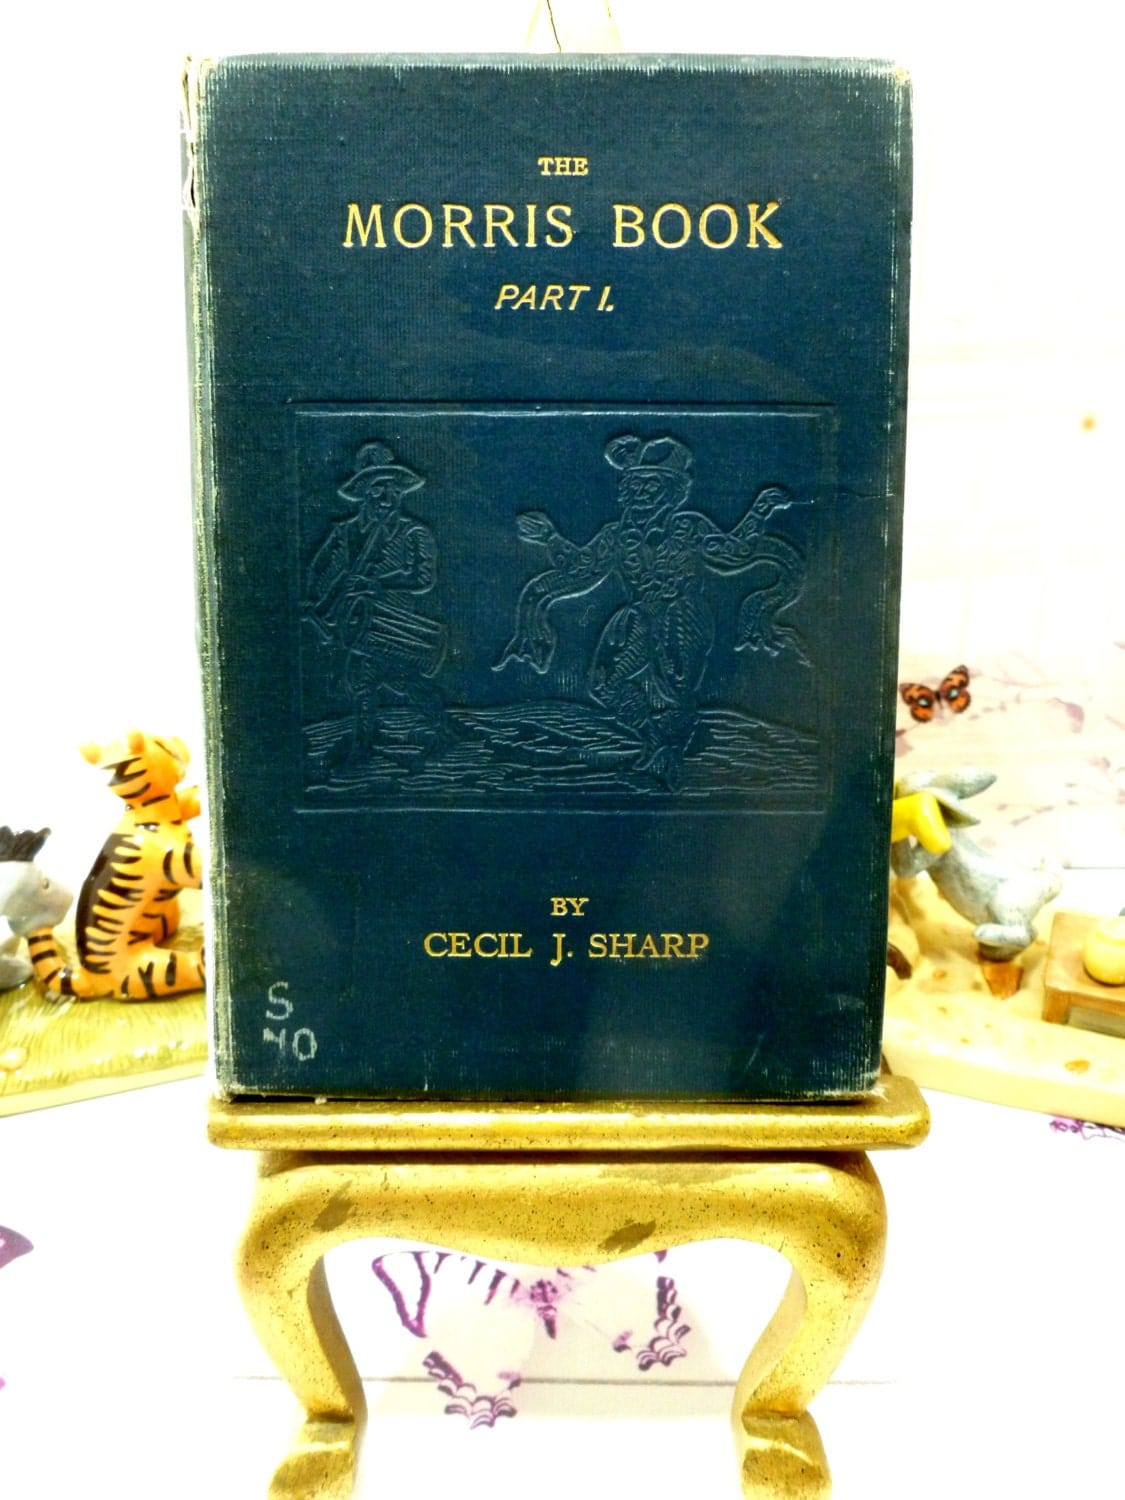 THE
MORRIS BOOK
PART I.
BY
CECIL J. SHARP
S
40